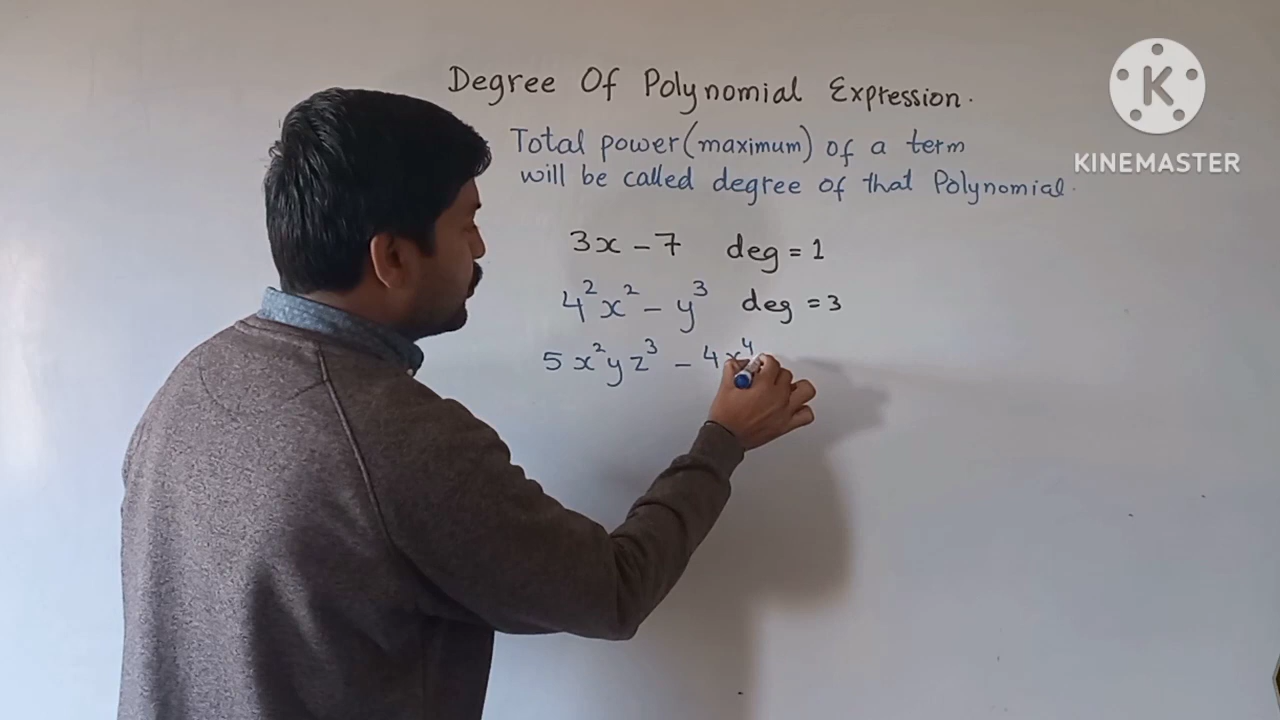 Degree Of Polynomial Expression.
K
KINEMASTER
Total power (maximum) of a term
will be called degree of that Polynomial.
3x - 7 deg = 1
4²x² - y³ deg = 3
5x²yz³ - 4x⁴